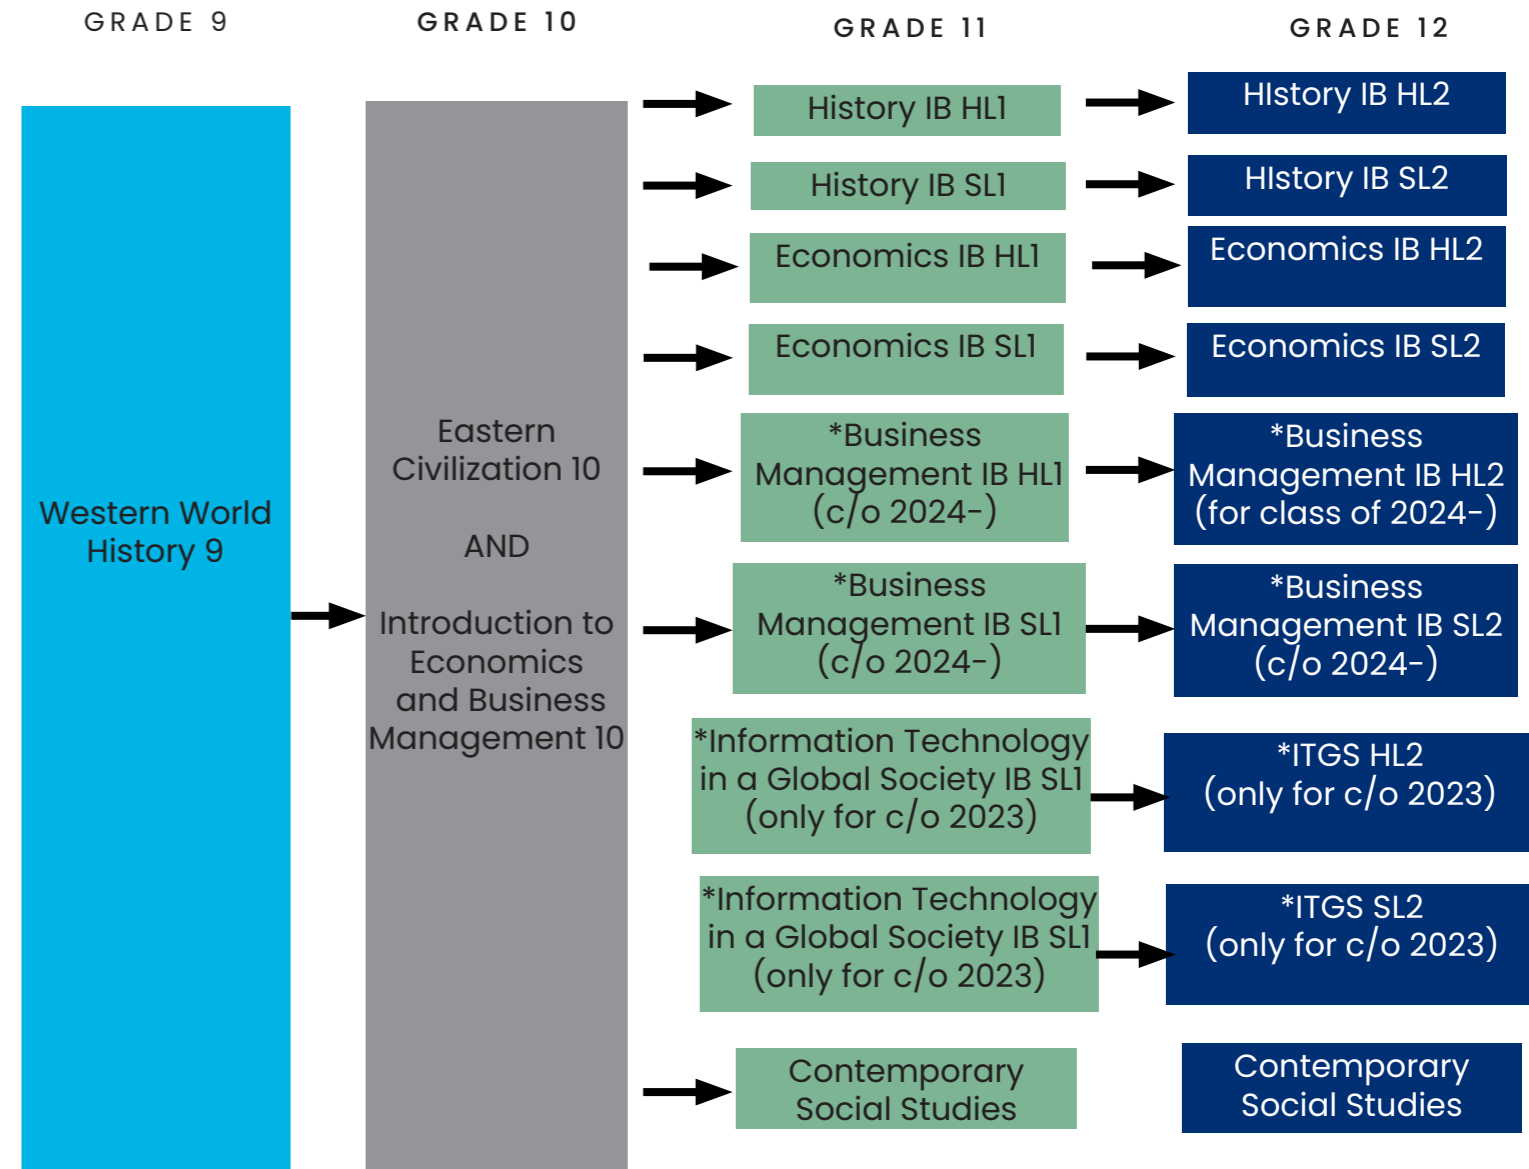 GRADE 9
GRADE 10
GRADE 11
GRADE 12
Western World
History 9
Eastern
Civilization 10
AND
Introduction to
Economics
and Business
Management 10
History IB HL1
HIstory IB HL2
History IB SL1
HIstory IB SL2
Economics IB HL1
Economics IB HL2
Economics IB SL1
Economics IB SL2
*Business
Management IB HL1
(c/o 2024-)
*Business
Management IB HL2
(for class of 2024-)
*Business
Management IB SL1
(c/o 2024-)
*Business
Management IB SL2
(c/o 2024-)
*Information Technology
in a Global Society IB SL1
(only for c/o 2023)
*ITGS HL2
(only for c/o 2023)
*Information Technology
in a Global Society IB SL1
(only for c/o 2023)
*ITGS SL2
(only for c/o 2023)
Contemporary
Social Studies
Contemporary
Social Studies